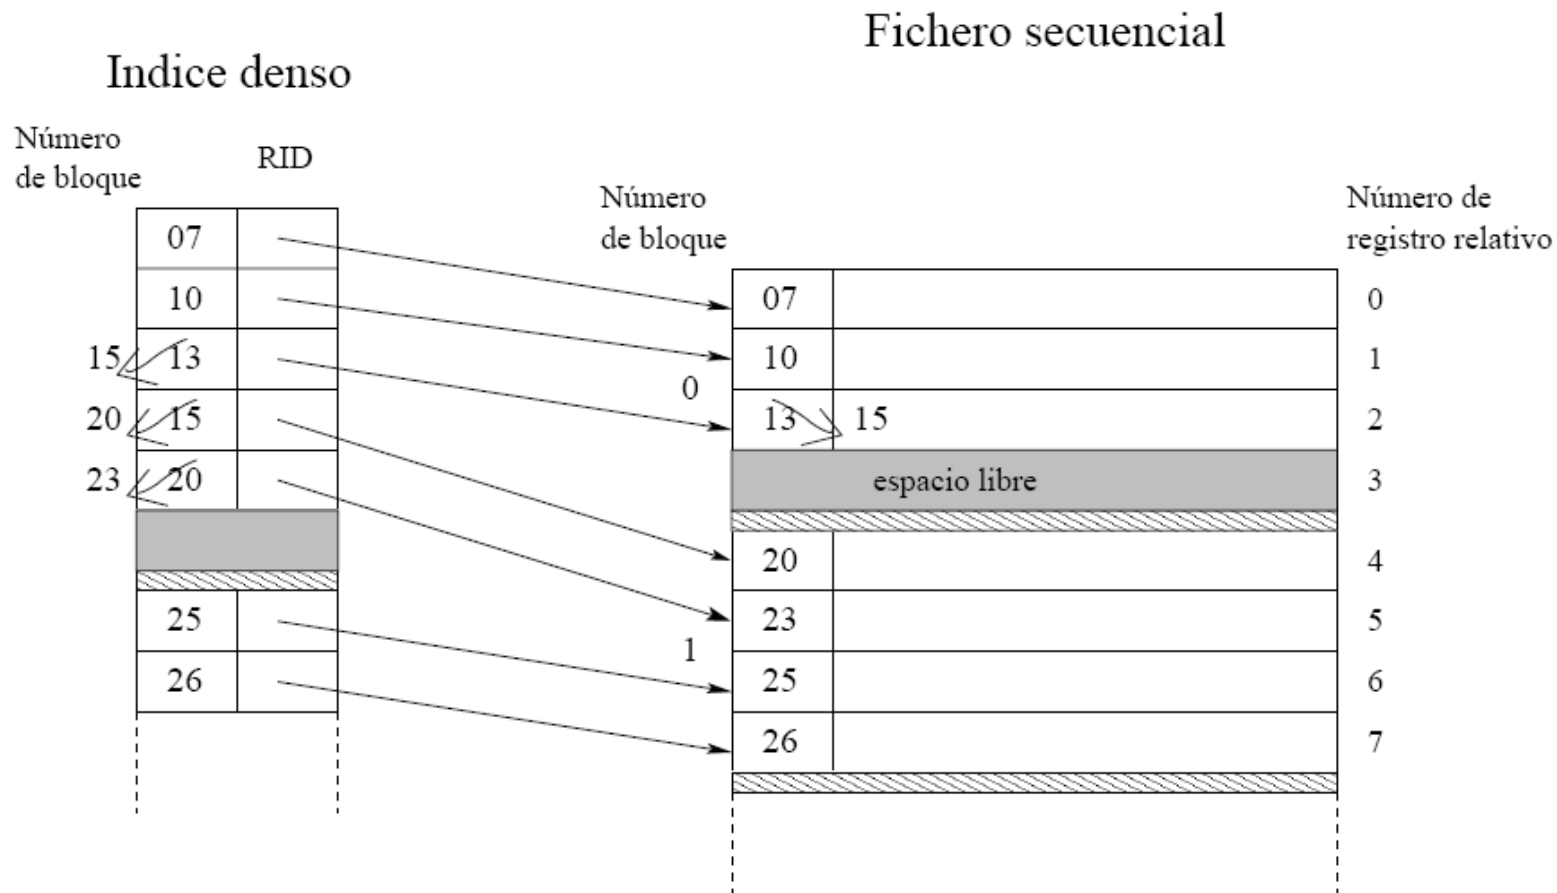 Fichero secuencial
Indice denso
Número
de bloque
RID
Número
de bloque
Número de
registro relativo
07
10
15 13
20 15
23 20
25
26
0
1
07 0
10 1
13 15 2
espacio libre 3
20 4
23 5
25 6
26 7